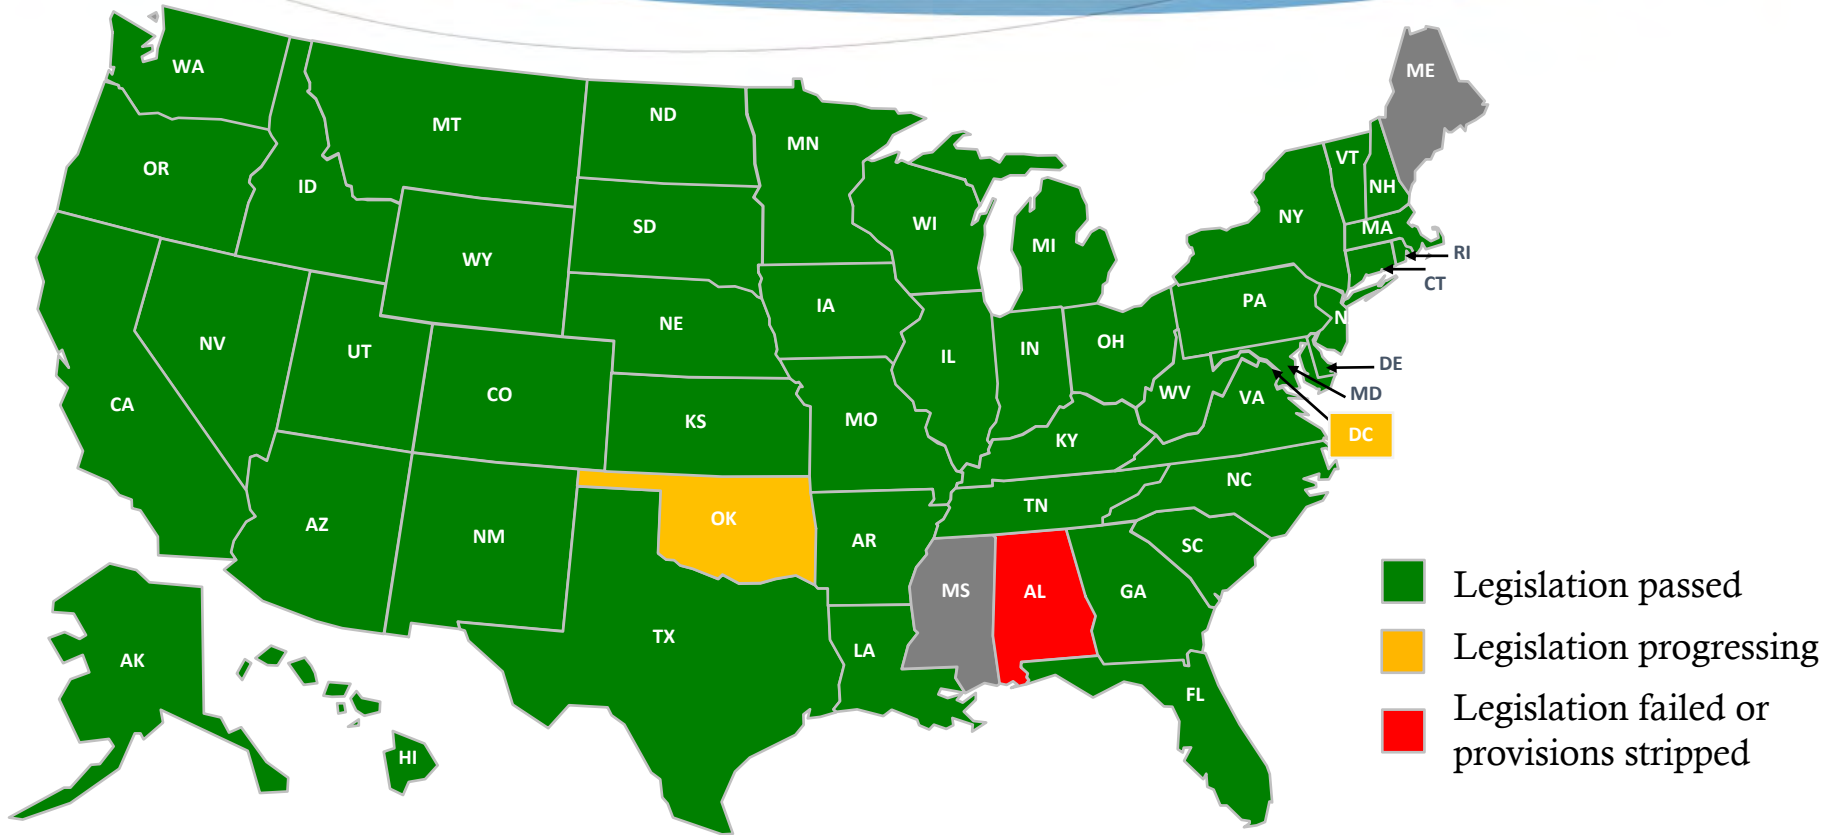 WA
MT
ND
MN
ME
OR
ID
SD
WI
MI
NY
VT
NH
MA
RI
CT
WY
IA
NE
PA
N
NV
UT
CO
IL
IN
OH
DE
MD
CA
KS
MO
WV
VA
KY
DC
NC
AZ
NM
OK
TN
AR
SC
MS
AL
GA
TX
LA
AK
HI
FL
Legislation passed
Legislation progressing
Legislation failed or
provisions stripped